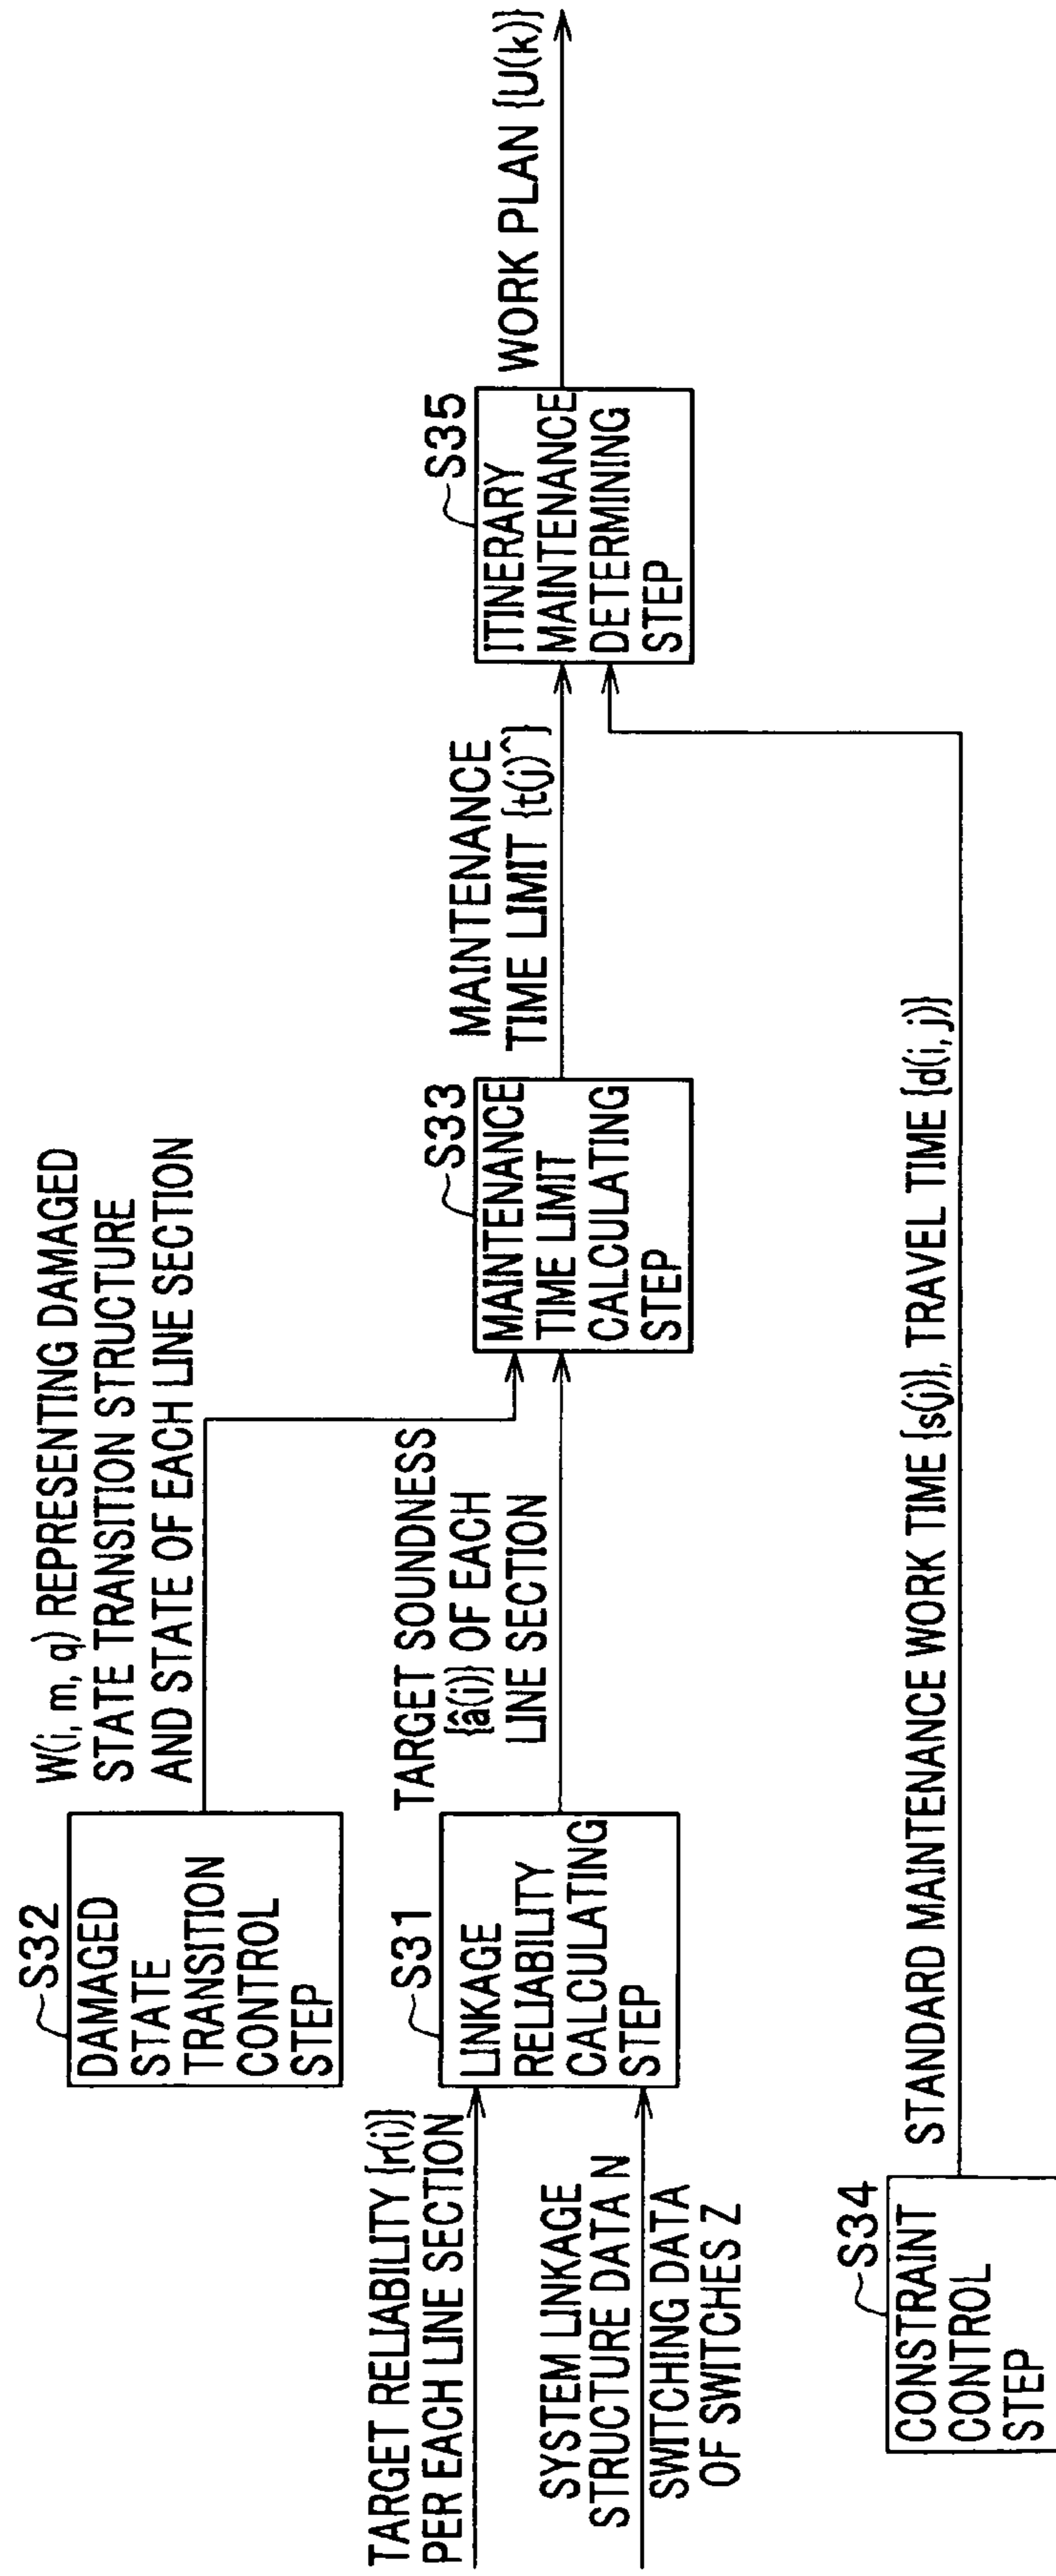 S32
DAMAGED
STATE
TRANSITION
CONTROL
STEP
W(i, m, q) REPRESENTING DAMAGED
STATE TRANSITION STRUCTURE
AND STATE OF EACH LINE SECTION
TARGET RELIABILITY {r(i)}
PER EACH LINE SECTION
SYSTEM LINKAGE
STRUCTURE DATA N
SWITCHING DATA
OF SWITCHES Z
S31
LINKAGE
RELIABILITY
CALCULATING
STEP
TARGET SOUNDNESS
{â(i)} OF EACH
LINE SECTION
S33
MAINTENANCE
TIME LIMIT
CALCULATING
STEP
MAINTENANCE
TIME LIMIT {t(j)^}
S35
ITINERARY
MAINTENANCE
DETERMINING
STEP
WORK PLAN {U(k)}
S34
CONSTRAINT
CONTROL
STEP
STANDARD MAINTENANCE WORK TIME {s(j)}, TRAVEL TIME {d(i, j)}